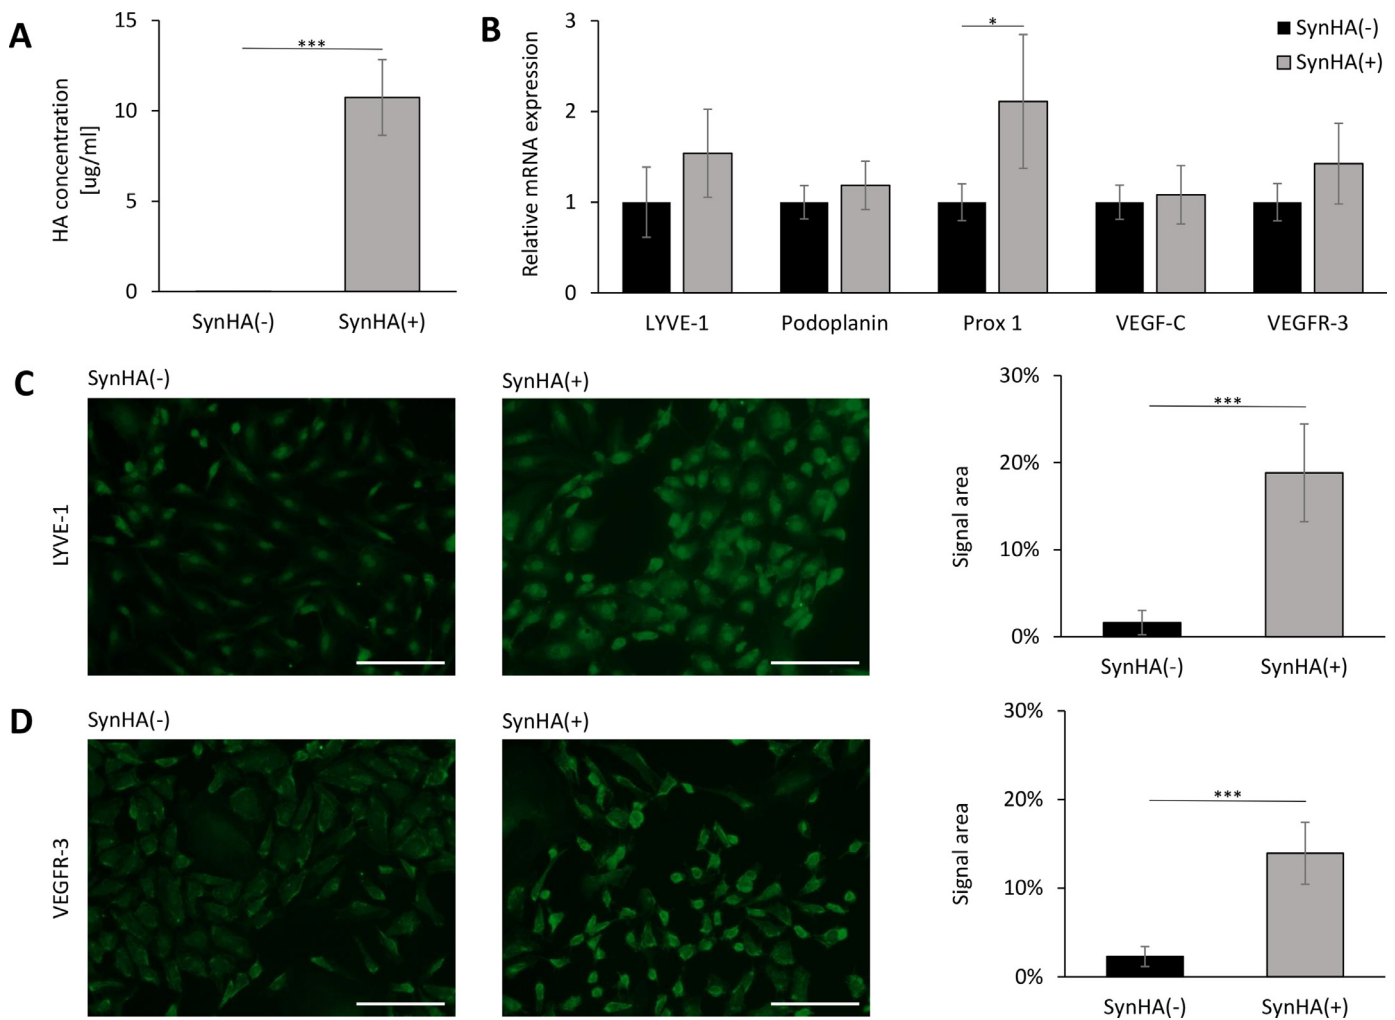 A
15
10
5
0
HA concentration
[ug/ml]
***
SynHA(-)
SynHA(+)
B
3
2
1
0
Relative mRNA expression
*
SynHA(-)
SynHA(+)
LYVE-1
Podoplanin
Prox 1
VEGF-C
VEGFR-3
C
SynHA(-)
SynHA(+)
LYVE-1
30%
20%
10%
0%
Signal area
***
SynHA(-)
SynHA(+)
D
SynHA(-)
SynHA(+)
VEGFR-3
30%
20%
10%
0%
Signal area
***
SynHA(-)
SynHA(+)